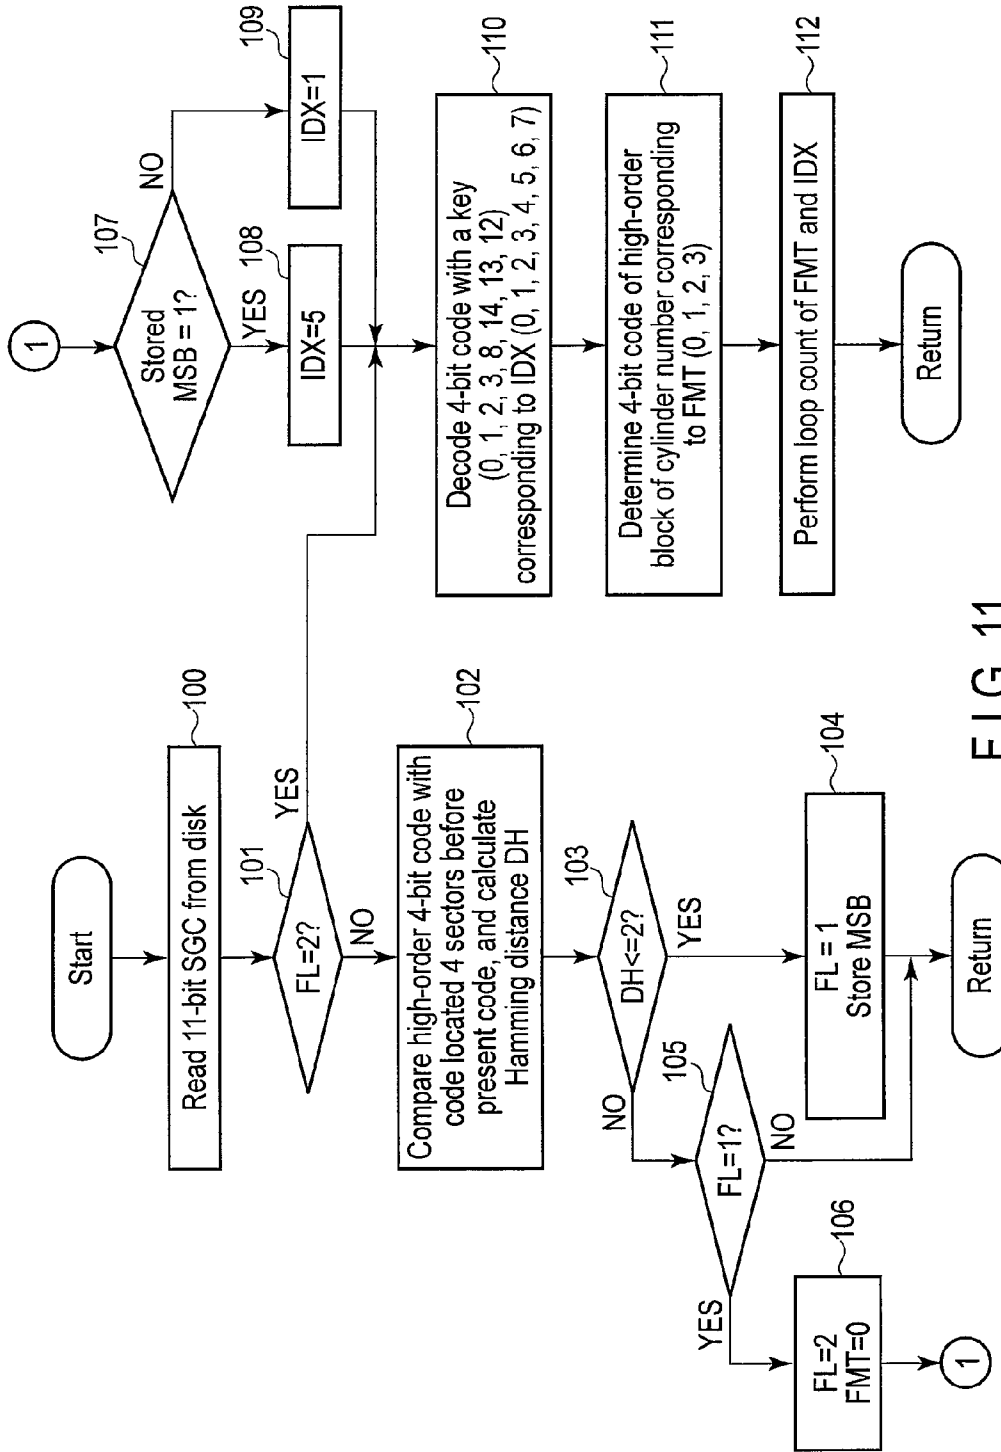 Start
Read 11-bit SGC from disk
100
FL=2?
101
YES
NO
Compare high-order 4-bit code with
code located 4 sectors before
present code, and calculate
Hamming distance DH
102
DH<=2?
103
NO
YES
FL=1?
105
YES
NO
FL = 1
Store MSB
104
FL=2
FMT=0
106
1
Return
1
Stored
MSB = 1?
107
NO
YES
IDX=5
108
IDX=1
109
Decode 4-bit code with a key
(0, 1, 2, 3, 8, 14, 13, 12)
corresponding to IDX (0, 1, 2, 3, 4, 5, 6, 7)
110
Determine 4-bit code of high-order
block of cylinder number corresponding
to FMT (0, 1, 2, 3)
111
Perform loop count of FMT and IDX
112
Return
FIG. 11